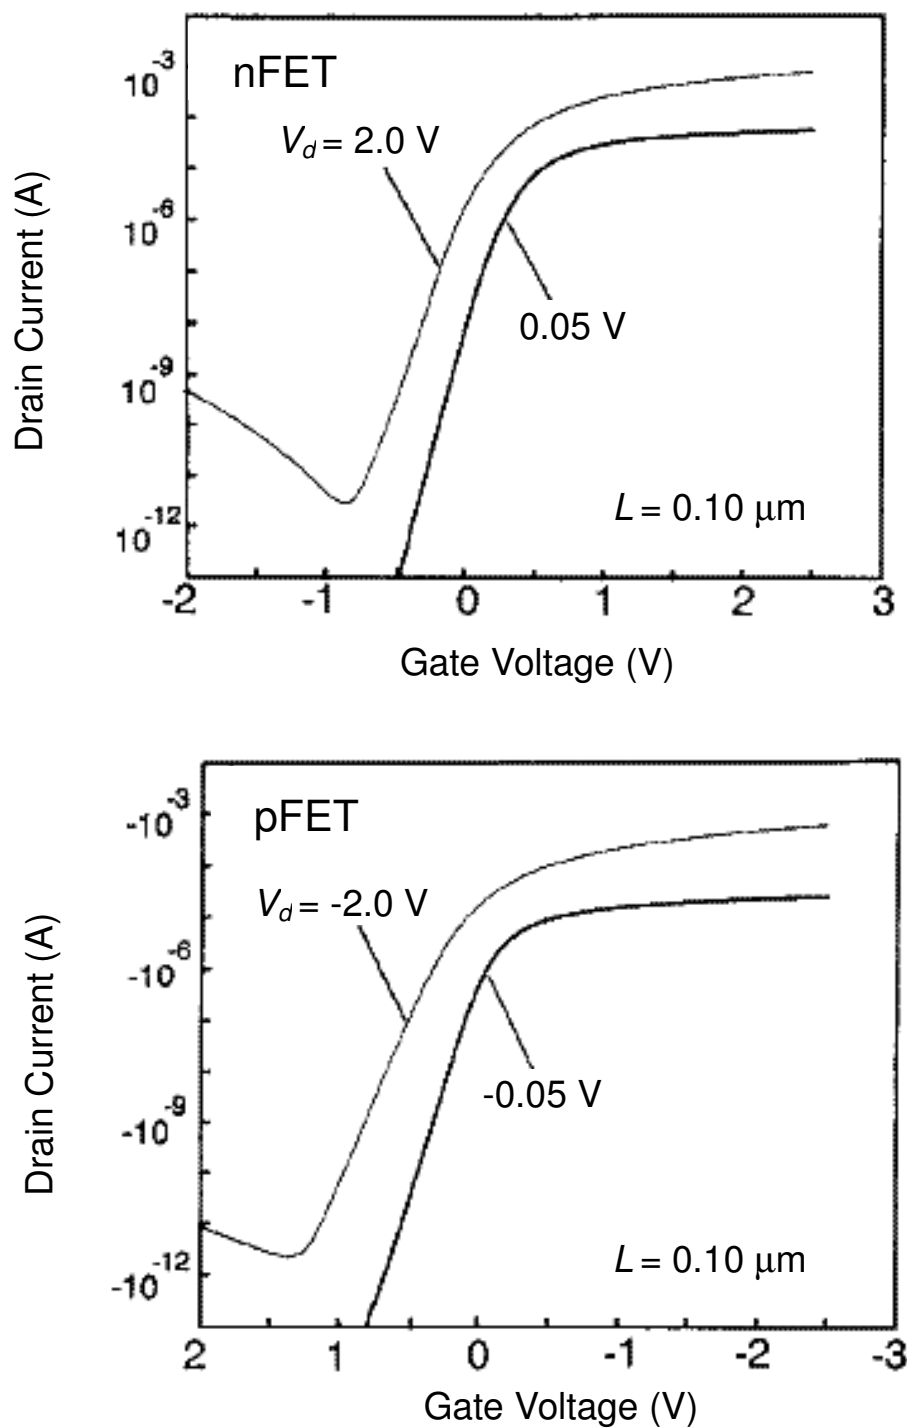 nFET
10⁻³
V_d = 2.0 V
10⁻⁶
0.05 V
10⁻⁹
L = 0.10 μm
10⁻¹²
-2 -1 0 1 2 3
Gate Voltage (V)
Drain Current (A)
pFET
-10⁻³
V_d = -2.0 V
-10⁻⁶
-0.05 V
-10⁻⁹
L = 0.10 μm
-10⁻¹²
2 1 0 -1 -2 -3
Gate Voltage (V)
Drain Current (A)